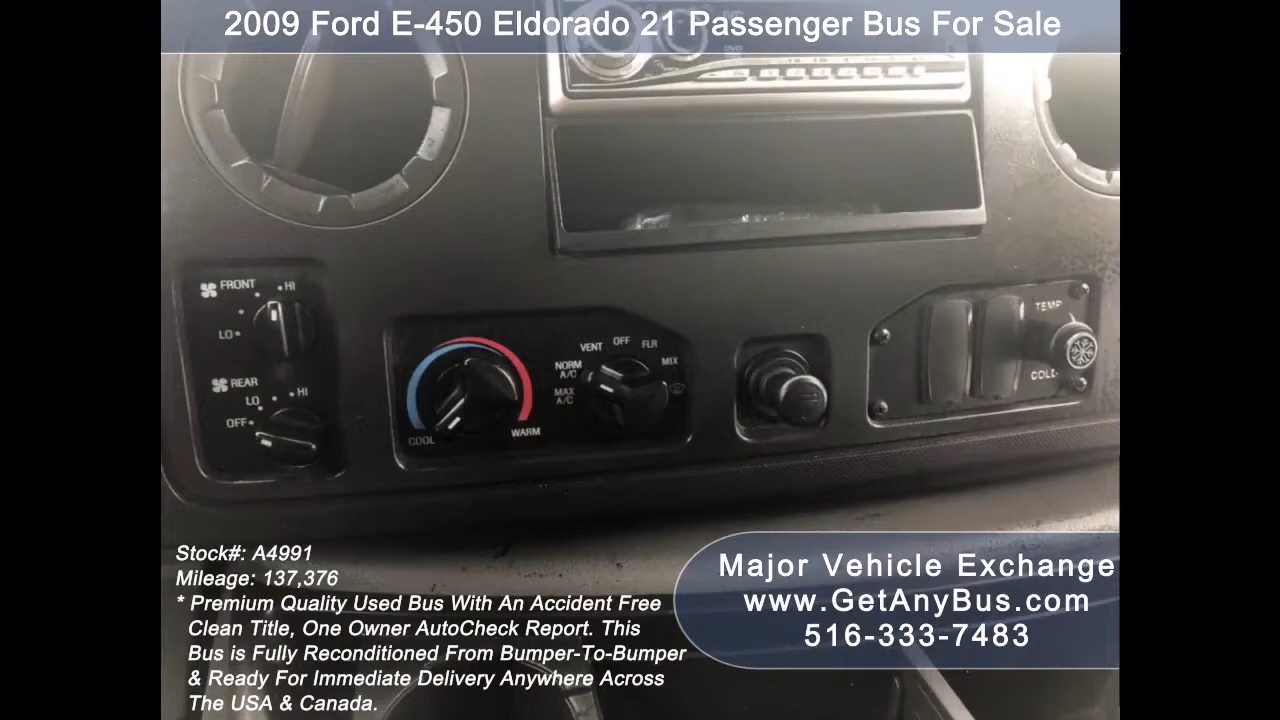 2009 Ford E-450 Eldorado 21 Passenger Bus For Sale
FRONT
HI
LO
REAR
LO
HI
OFF
COOL
WARM
MAX A/C
NORM A/C
VENT
OFF
FLR
MIX
TEMP
COLD
Stock#: A4991
Mileage: 137,376
* Premium Quality Used Bus With An Accident Free
Clean Title, One Owner AutoCheck Report. This
Bus is Fully Reconditioned From Bumper-To-Bumper
& Ready For Immediate Delivery Anywhere Across
The USA & Canada.
Major Vehicle Exchange
www.GetAnyBus.com
516-333-7483